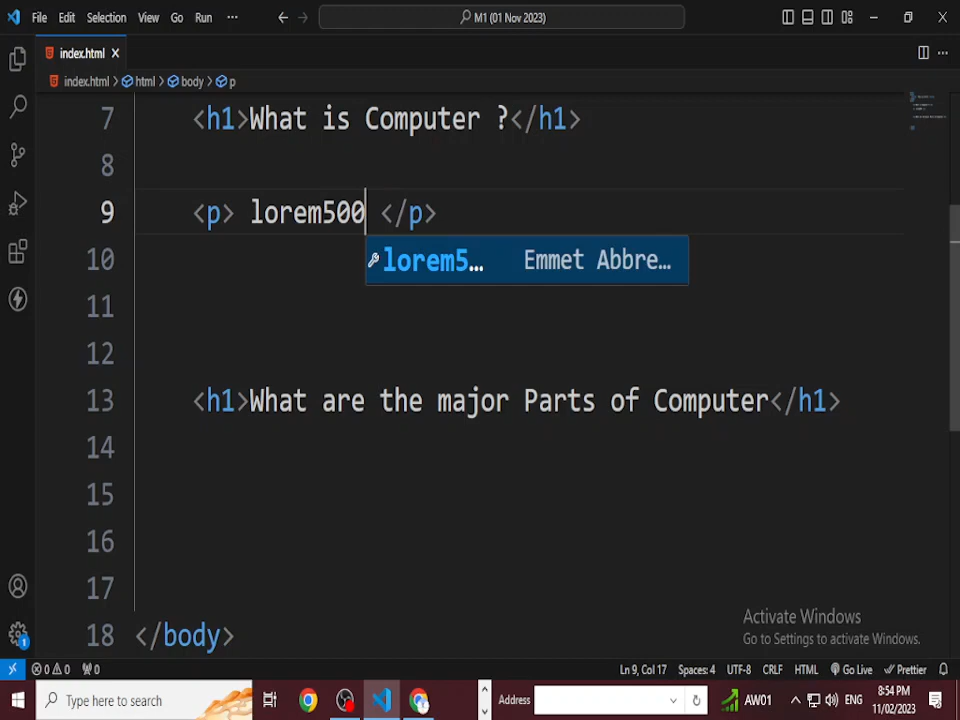 File Edit Selection View Go Run ··· M1 (01 Nov 2023)
index.html
index.html > html > body > p
7 <h1>What is Computer ?</h1>
8
9 <p> lorem500 </p>
10 lorem5… Emmet Abbre…
11
12
13 <h1>What are the major Parts of Computer</h1>
14
15
16
17
18 </body>
Activate Windows
Go to Settings to activate Windows.
0 0 0 Ln 9, Col 17 Spaces: 4 UTF-8 CRLF HTML Go Live Prettier
1
Type here to search Address AW01 ENG 8:54 PM
11/02/2023